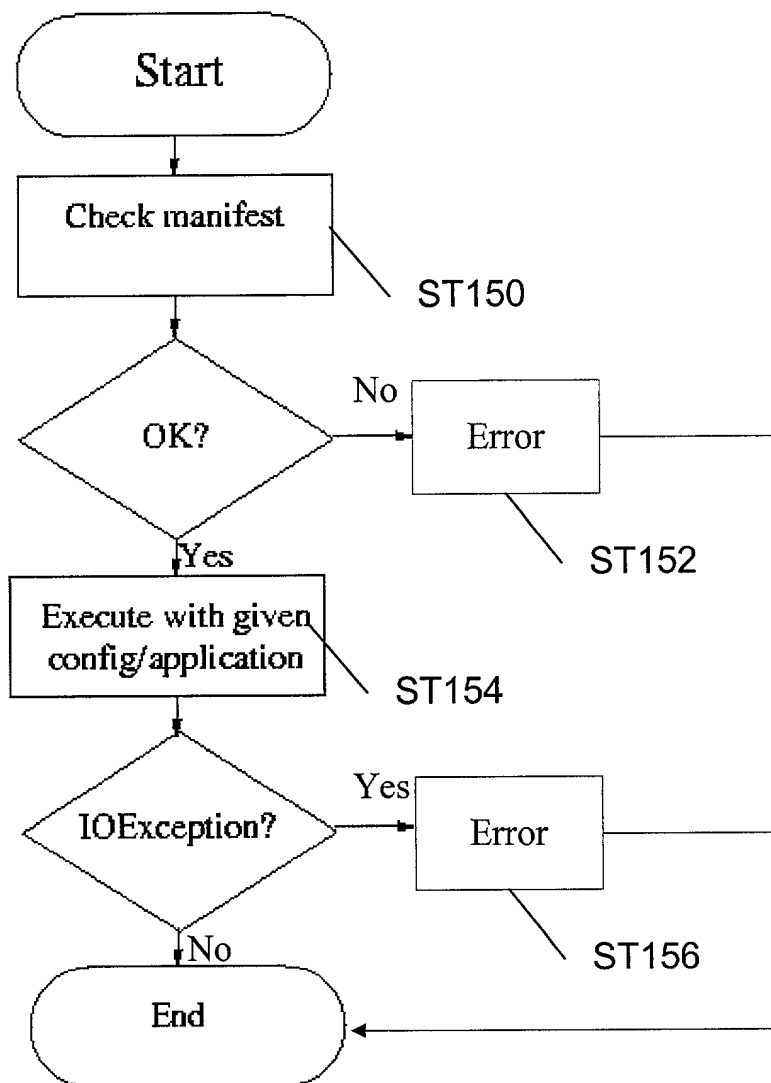 Start
Check manifest
ST150
OK?
No
Error
ST152
Yes
Execute with given
config/application
ST154
IOException?
Yes
Error
ST156
No
End